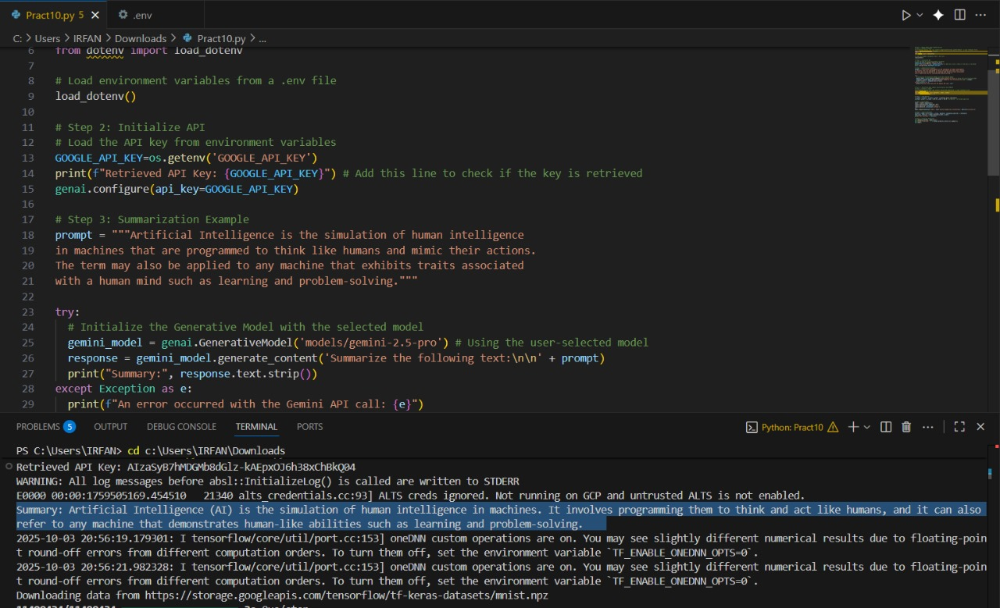 Pract10.py 5
.env
C: > Users > IRFAN > Downloads > Pract10.py > ...
6 from dotenv import load_dotenv
7
8 # Load environment variables from a .env file
9 load_dotenv()
10
11 # Step 2: Initialize API
12 # Load the API key from environment variables
13 GOOGLE_API_KEY=os.getenv('GOOGLE_API_KEY')
14 print(f"Retrieved API Key: {GOOGLE_API_KEY}") # Add this line to check if the key is retrieved
15 genai.configure(api_key=GOOGLE_API_KEY)
16
17 # Step 3: Summarization Example
18 prompt = """Artificial Intelligence is the simulation of human intelligence
19 in machines that are programmed to think like humans and mimic their actions.
20 The term may also be applied to any machine that exhibits traits associated
21 with a human mind such as learning and problem-solving."""
22
23 try:
24 # Initialize the Generative Model with the selected model
25 gemini_model = genai.GenerativeModel('models/gemini-2.5-pro') # Using the user-selected model
26 response = gemini_model.generate_content('Summarize the following text:\n\n' + prompt)
27 print("Summary:", response.text.strip())
28 except Exception as e:
29 print(f"An error occurred with the Gemini API call: {e}")
PROBLEMS 5 OUTPUT DEBUG CONSOLE TERMINAL PORTS
Python: Pract10
PS C:\Users\IRFAN> cd c:\Users\IRFAN\Downloads
Retrieved API Key: AIzaSyB7hMDGMb8dGlz-kAEpxOJ6h38xChBkQ04
WARNING: All log messages before absl::InitializeLog() is called are written to STDERR
E0000 00:00:1759505169.454510 21340 alts_credentials.cc:93] ALTS creds ignored. Not running on GCP and untrusted ALTS is not enabled.
Summary: Artificial Intelligence (AI) is the simulation of human intelligence in machines. It involves programming them to think and act like humans, and it can also
refer to any machine that demonstrates human-like abilities such as learning and problem-solving.
2025-10-03 20:56:19.179301: I tensorflow/core/util/port.cc:153] oneDNN custom operations are on. You may see slightly different numerical results due to floating-poin
t round-off errors from different computation orders. To turn them off, set the environment variable `TF_ENABLE_ONEDNN_OPTS=0`.
2025-10-03 20:56:21.982328: I tensorflow/core/util/port.cc:153] oneDNN custom operations are on. You may see slightly different numerical results due to floating-poin
t round-off errors from different computation orders. To turn them off, set the environment variable `TF_ENABLE_ONEDNN_OPTS=0`.
Downloading data from https://storage.googleapis.com/tensorflow/tf-keras-datasets/mnist.npz